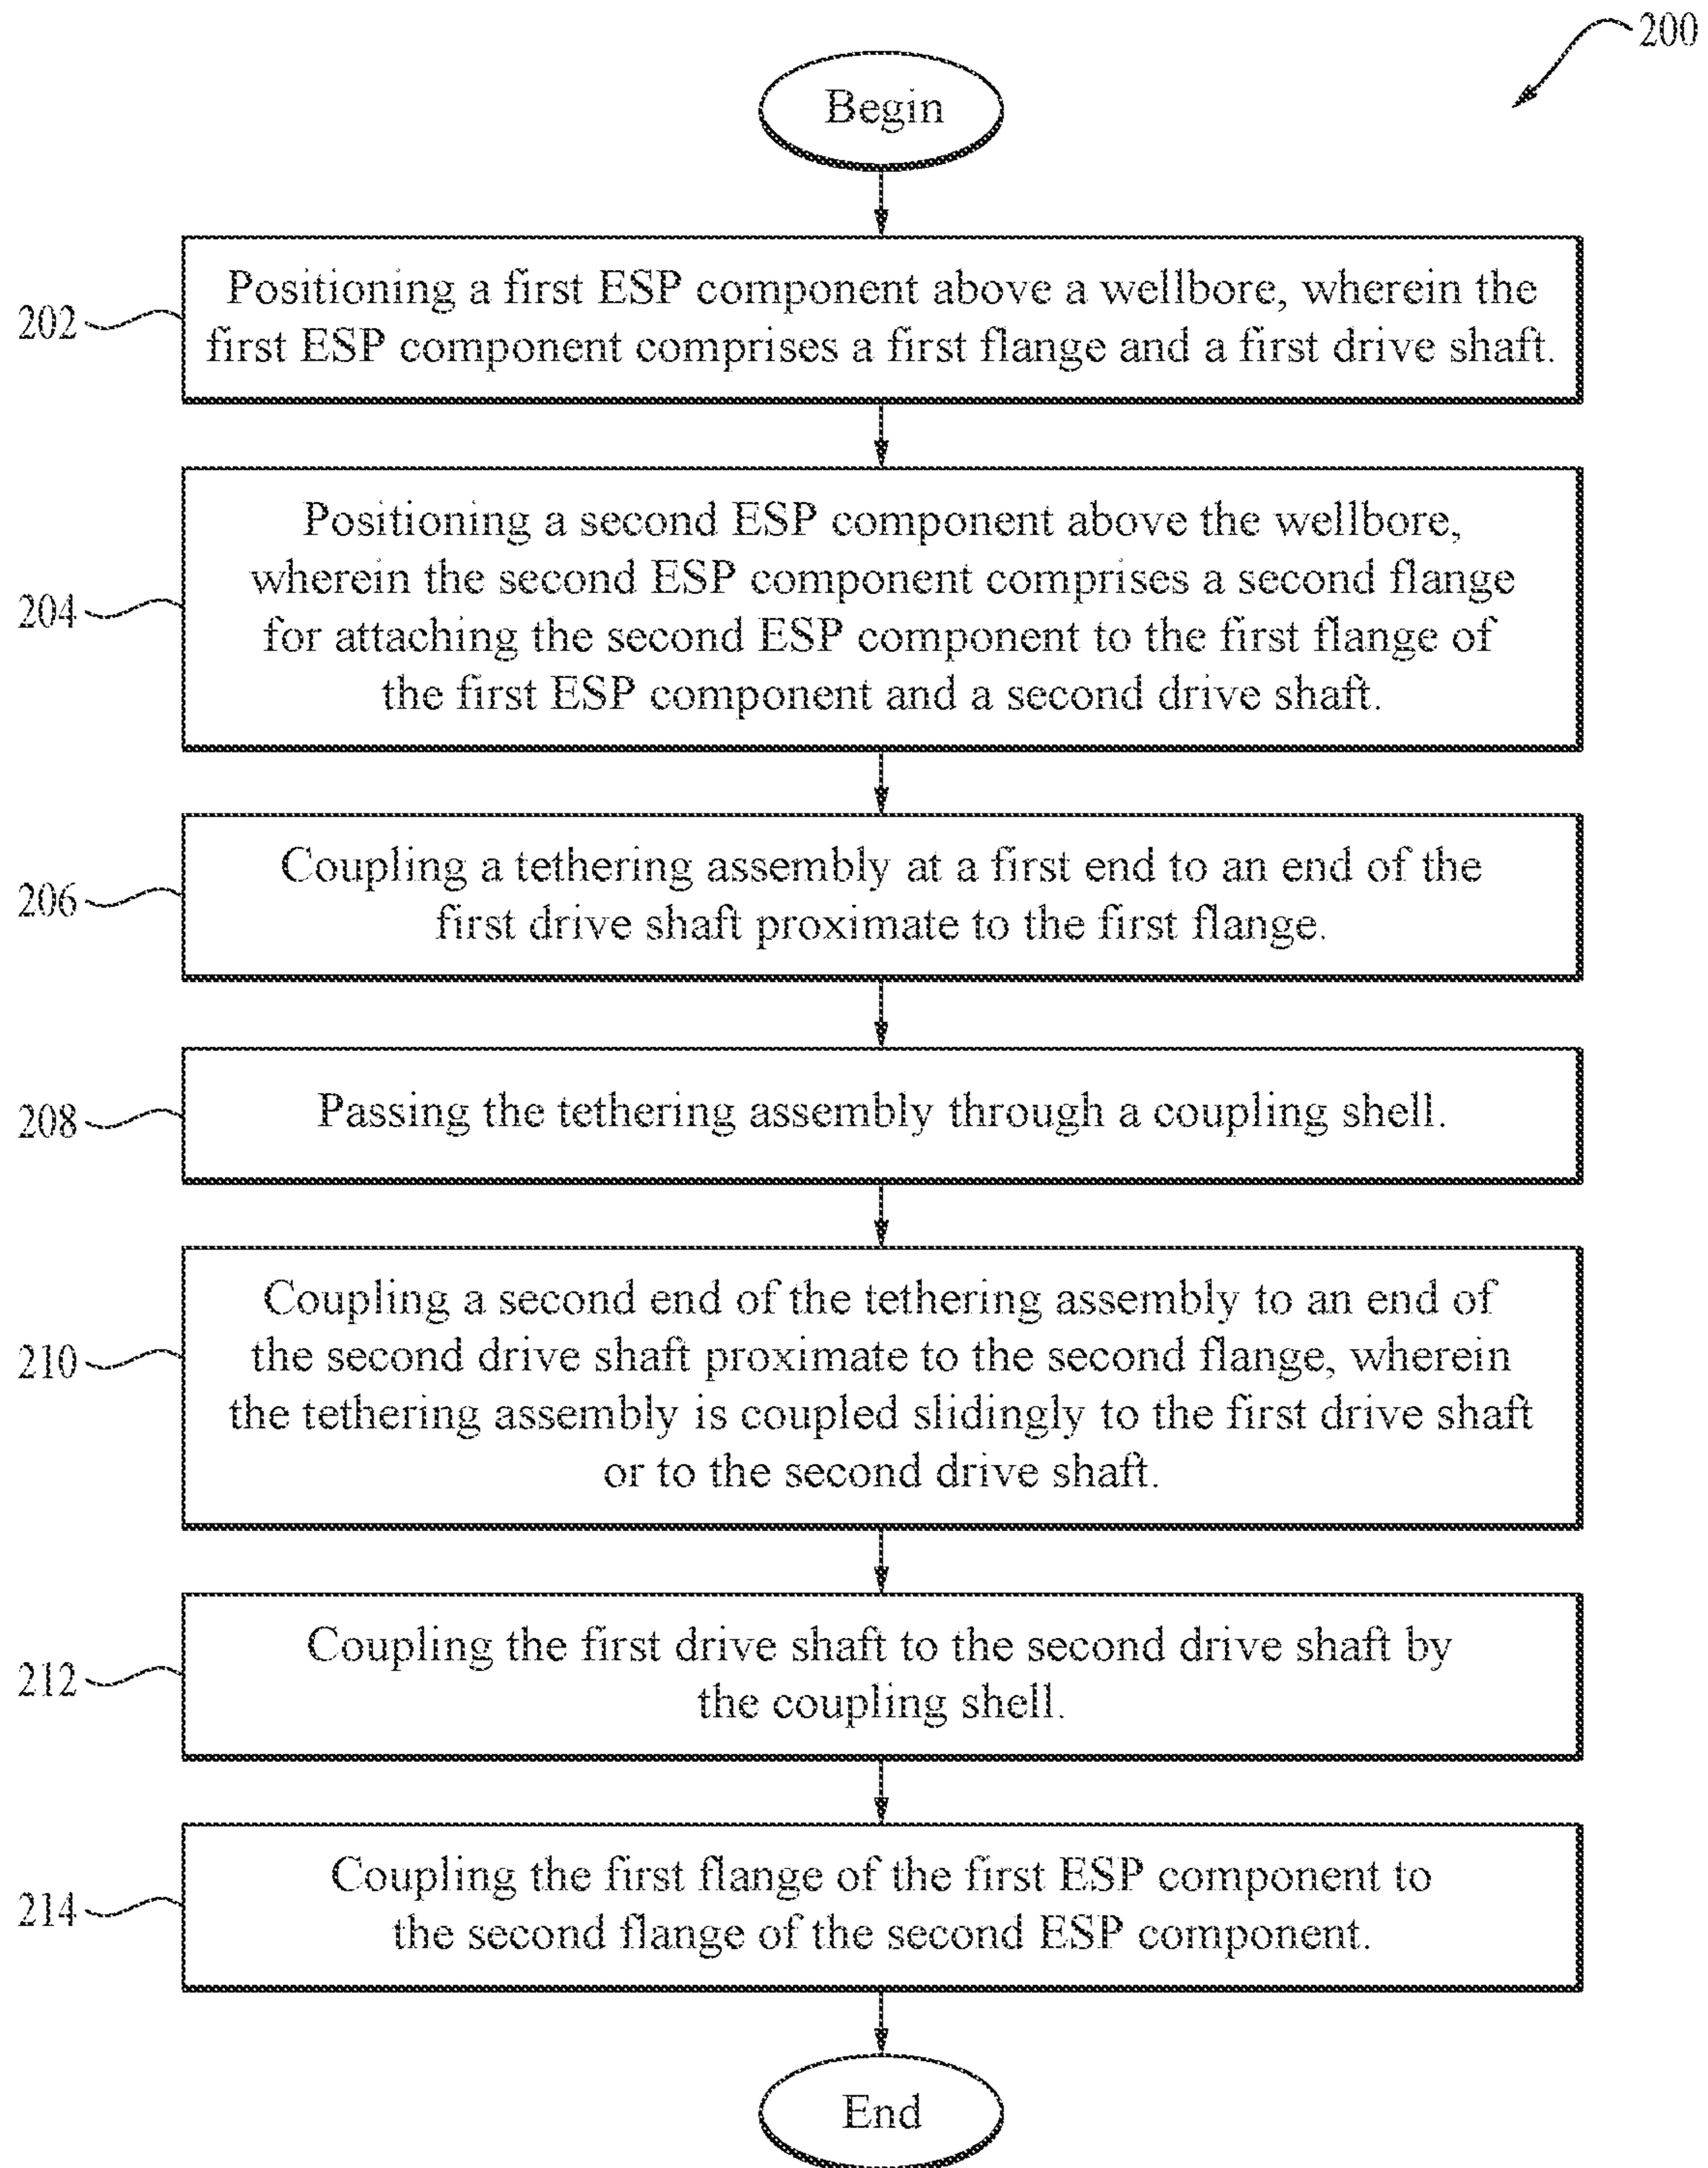 200
Begin
202
Positioning a first ESP component above a wellbore, wherein the
first ESP component comprises a first flange and a first drive shaft.
204
Positioning a second ESP component above the wellbore,
wherein the second ESP component comprises a second flange
for attaching the second ESP component to the first flange of
the first ESP component and a second drive shaft.
206
Coupling a tethering assembly at a first end to an end of the
first drive shaft proximate to the first flange.
208
Passing the tethering assembly through a coupling shell.
210
Coupling a second end of the tethering assembly to an end of
the second drive shaft proximate to the second flange, wherein
the tethering assembly is coupled slidingly to the first drive shaft
or to the second drive shaft.
212
Coupling the first drive shaft to the second drive shaft by
the coupling shell.
214
Coupling the first flange of the first ESP component to
the second flange of the second ESP component.
End